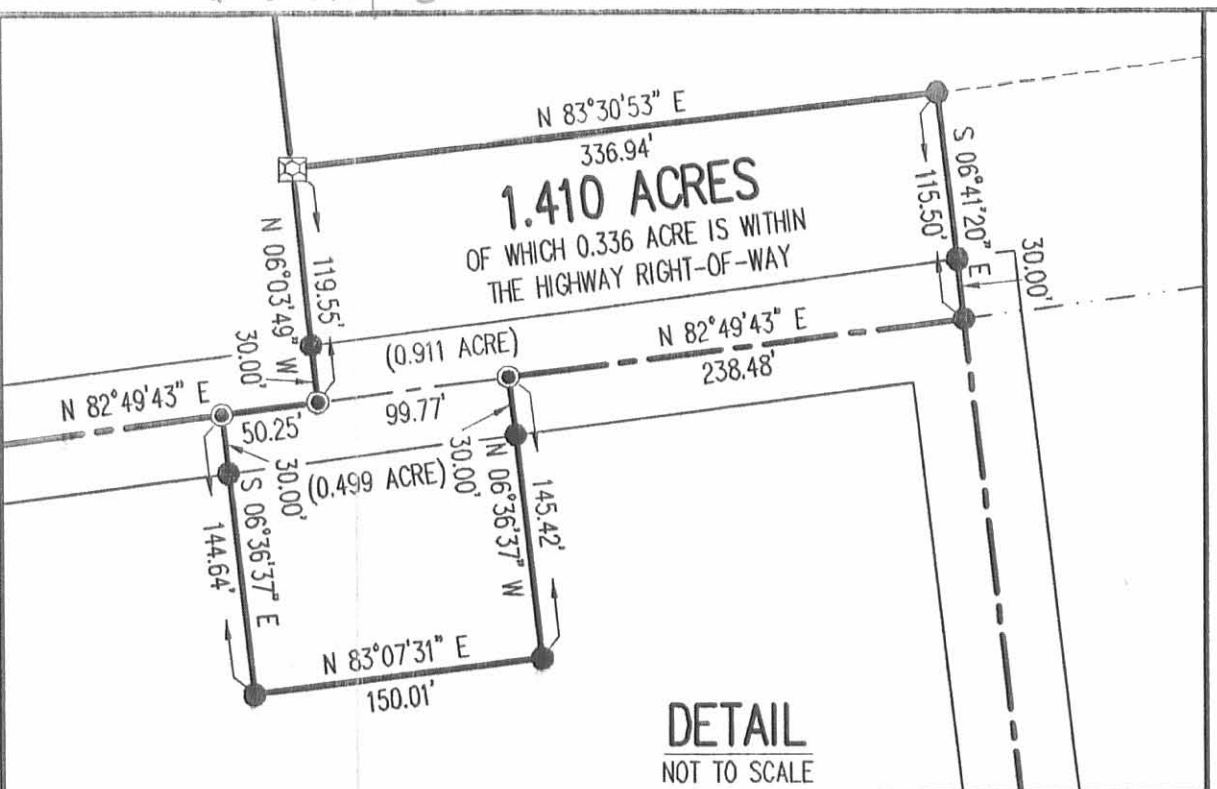 N 83°30'53" E
336.94'
1.410 ACRES
OF WHICH 0.336 ACRE IS WITHIN
THE HIGHWAY RIGHT-OF-WAY
S 06°41'20" E
115.50'
30.00'
N 06°03'49" W
119.55'
30.00'
(0.911 ACRE)
N 82°49'43" E
238.48'
N 82°49'43" E
50.25'
99.77'
30.00'
(0.499 ACRE)
30.00'
S 06°36'37" E
144.64'
N 06°36'37" W
145.42'
N 83°07'31" E
150.01'
DETAIL
NOT TO SCALE